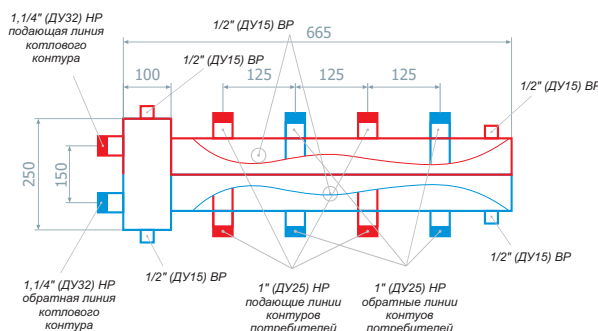 1,1/4" (ДУ32) НР
подающая линия
котлового
контура
1/2" (ДУ15) ВР
665
1/2" (ДУ15) ВР
100
125
125
125
1/2" (ДУ15) ВР
250
150
1/2" (ДУ15) ВР
1/2" (ДУ15) ВР
1,1/4" (ДУ32) НР
обратная линия
котлового
контура
1" (ДУ25) НР
подающие линии
контуров
потребителей
1" (ДУ25) НР
обратные линии
контуов
потребителей